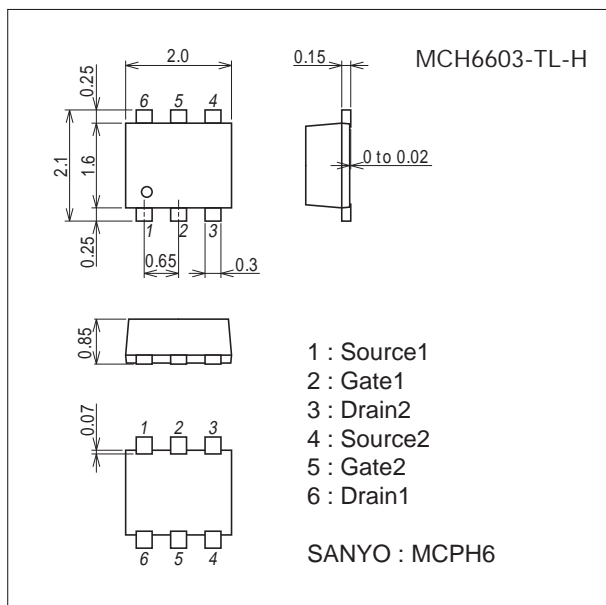 MCH6603-TL-H
2.0
0.15
0.25
6 5 4
2.1
1.6
0 to 0.02
0.25
1 2 3
0.65
0.3
0.85
1 : Source1
2 : Gate1
3 : Drain2
4 : Source2
5 : Gate2
6 : Drain1
0.07
1 2 3
6 5 4
SANYO : MCPH6